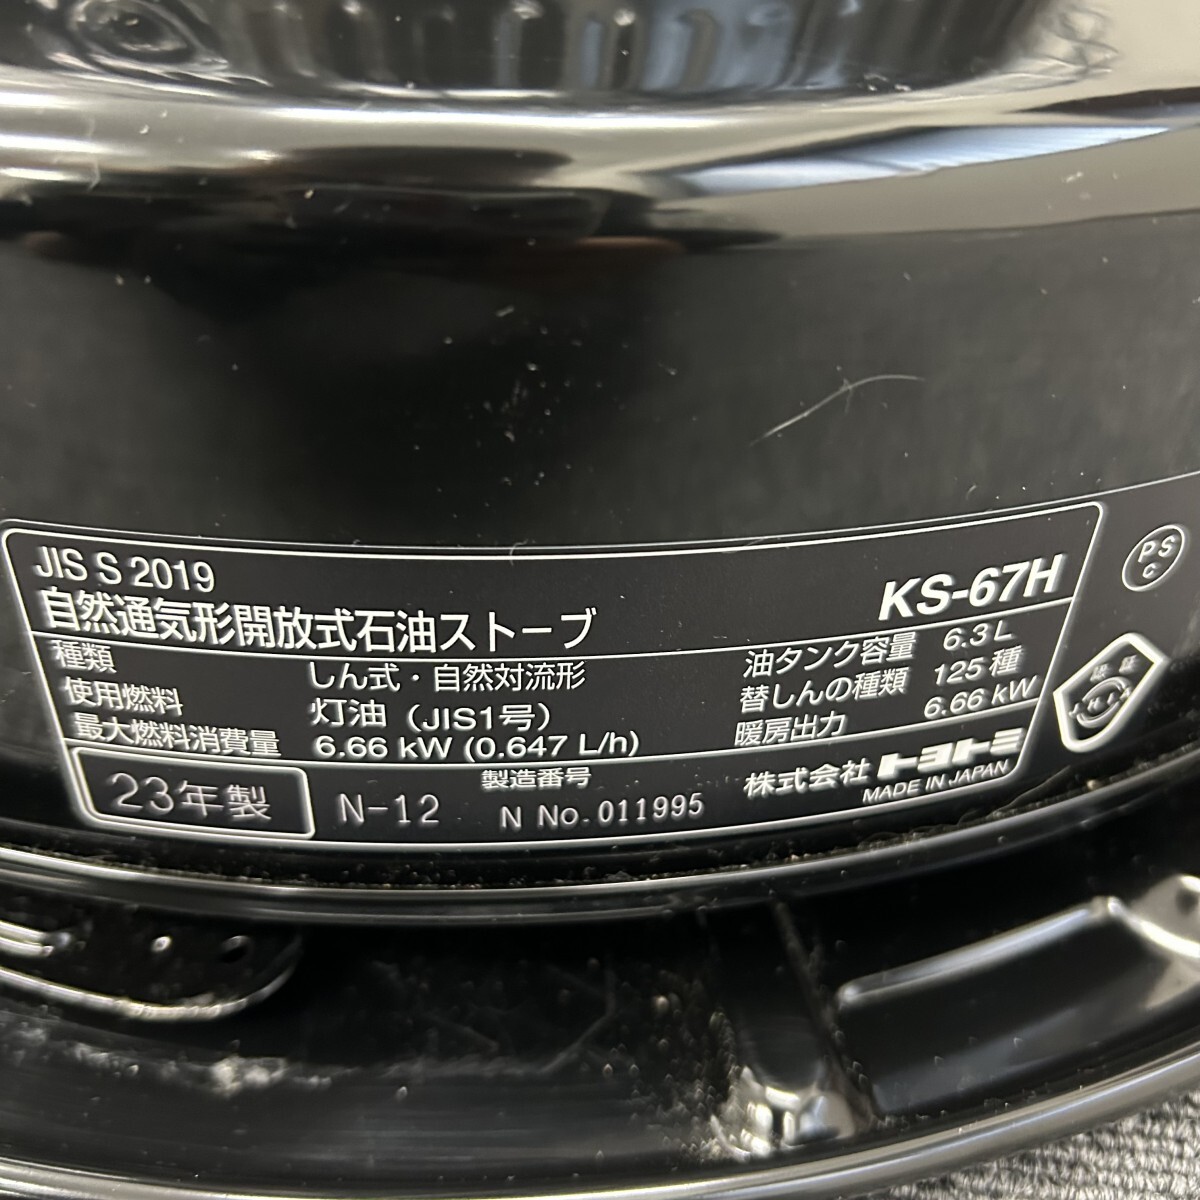 JIS S 2019
自然通気形開放式石油ストーブ KS-67H
種類 しん式・自然対流形 油タンク容量 6.3L
使用燃料 灯油(JIS1号) 替しんの種類 125種
最大燃料消費量 6.66 kW (0.647 L/h) 暖房出力 6.66 kW
23年製 N-12 製造番号 N No.011995
株式会社トヨトミ
MADE IN JAPAN
PS
C
認証
JHIA